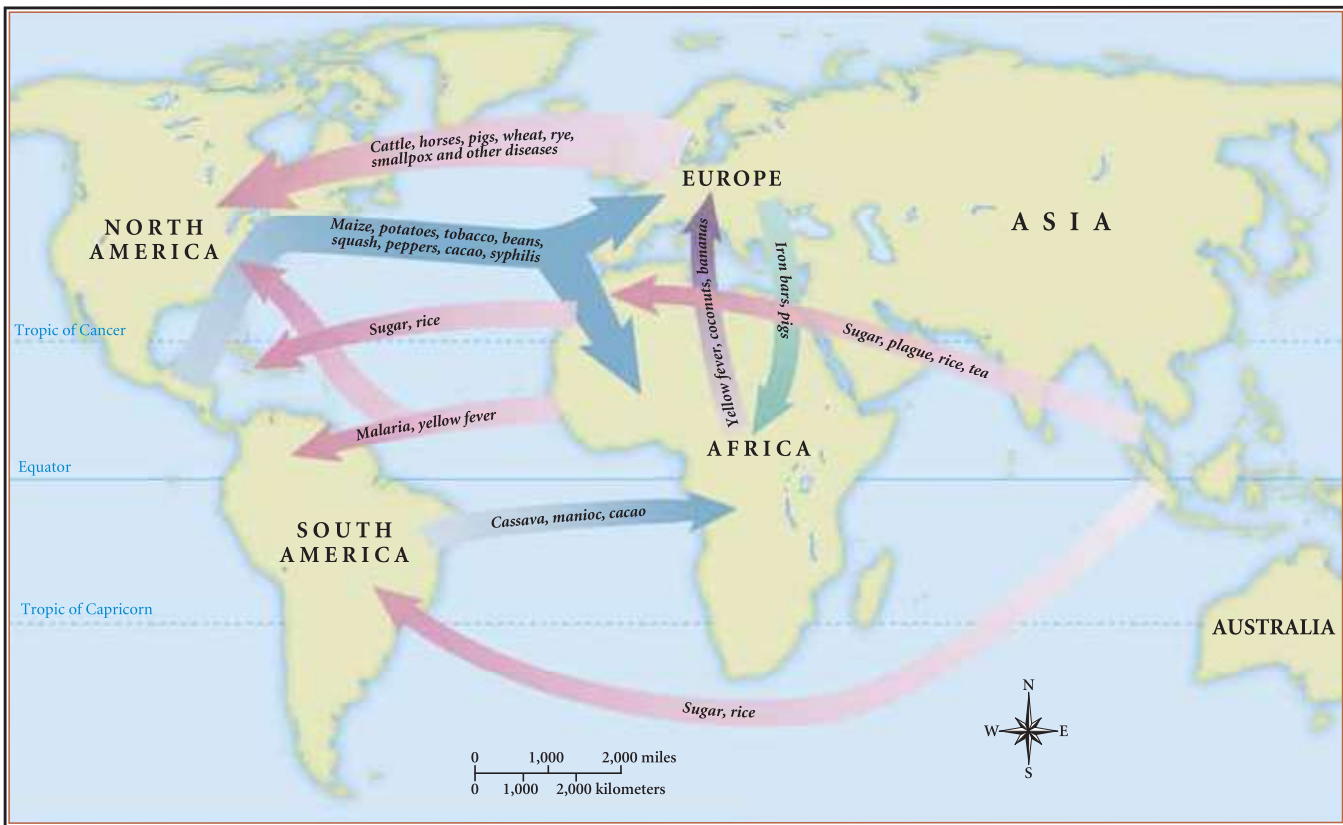 Cattle, horses, pigs, wheat, rye,
smallpox and other diseases
EUROPE
ASIA
NORTH
AMERICA
Maize, potatoes, tobacco, beans,
squash, peppers, cacao, syphilis
Yellow fever, coconuts, bananas
Iron bars, pigs
Tropic of Cancer
Sugar, rice
Sugar, plague, rice, tea
Malaria, yellow fever
AFRICA
Equator
SOUTH
AMERICA
Cassava, manioc, cacao
Tropic of Capricorn
AUSTRALIA
Sugar, rice
N
W E
S
0 1,000 2,000 miles
0 1,000 2,000 kilometers